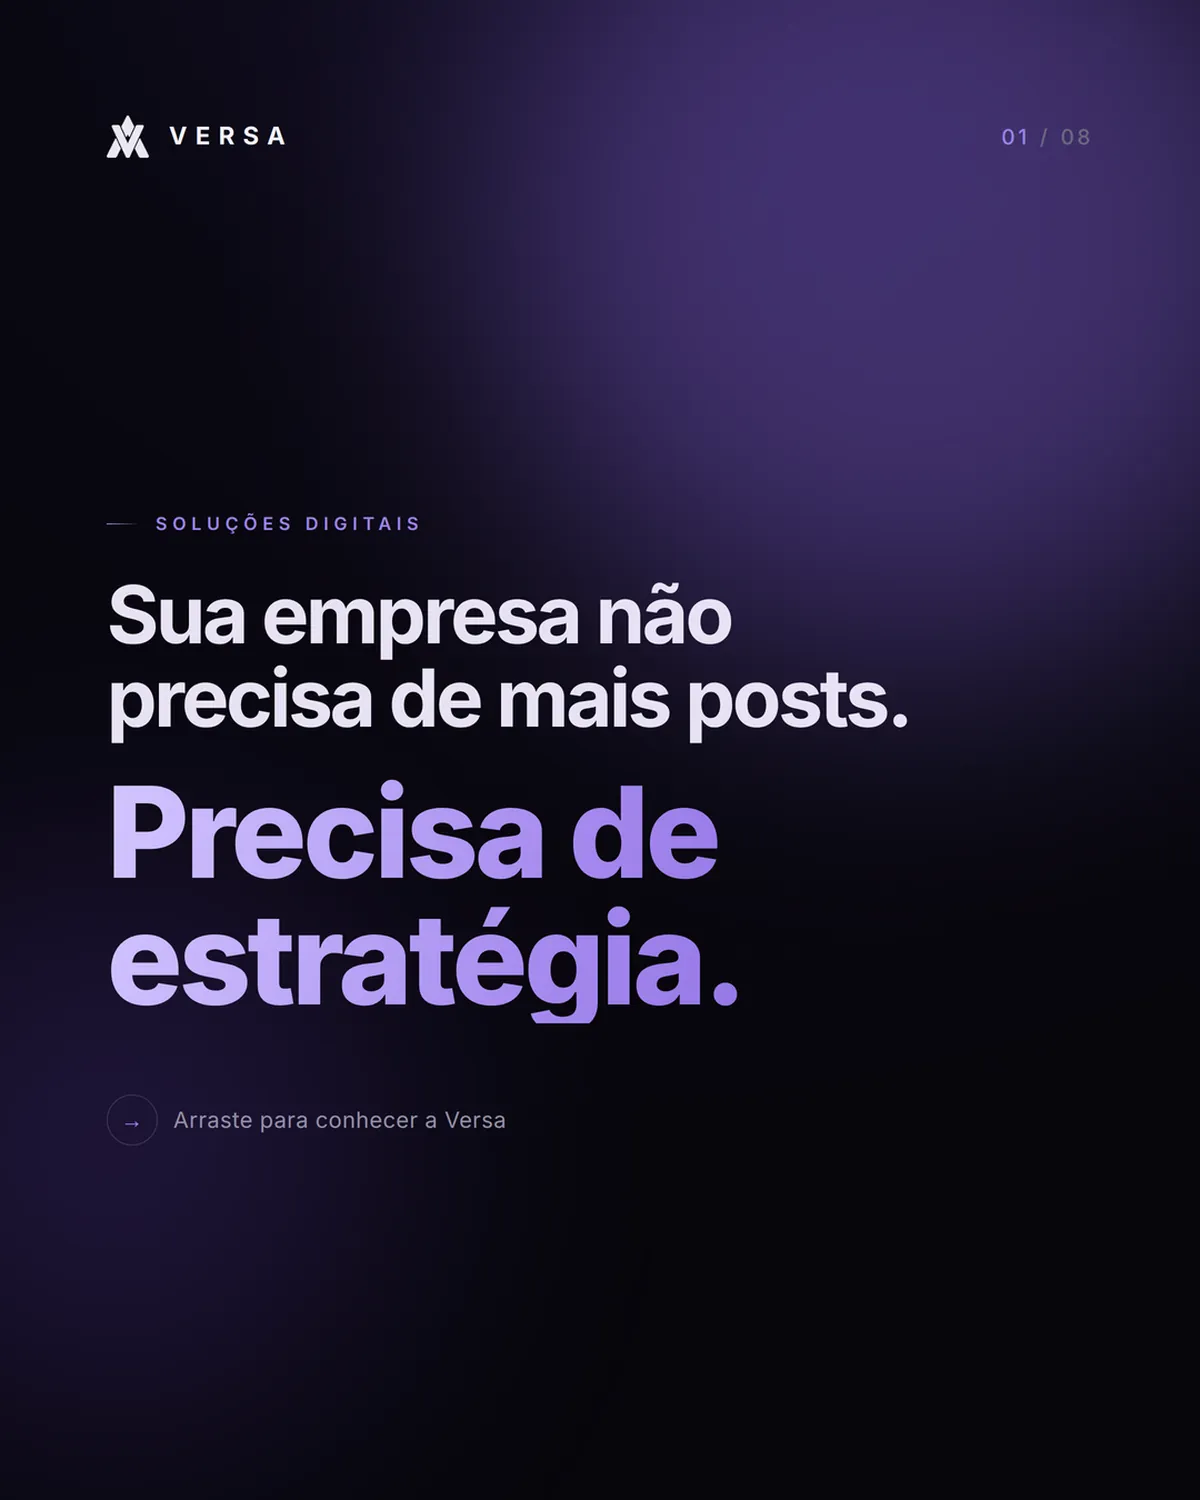 VERSA
01 / 08
SOLUÇÕES DIGITAIS
Sua empresa não
precisa de mais posts.
Precisa de
estratégia.
→ Arraste para conhecer a Versa